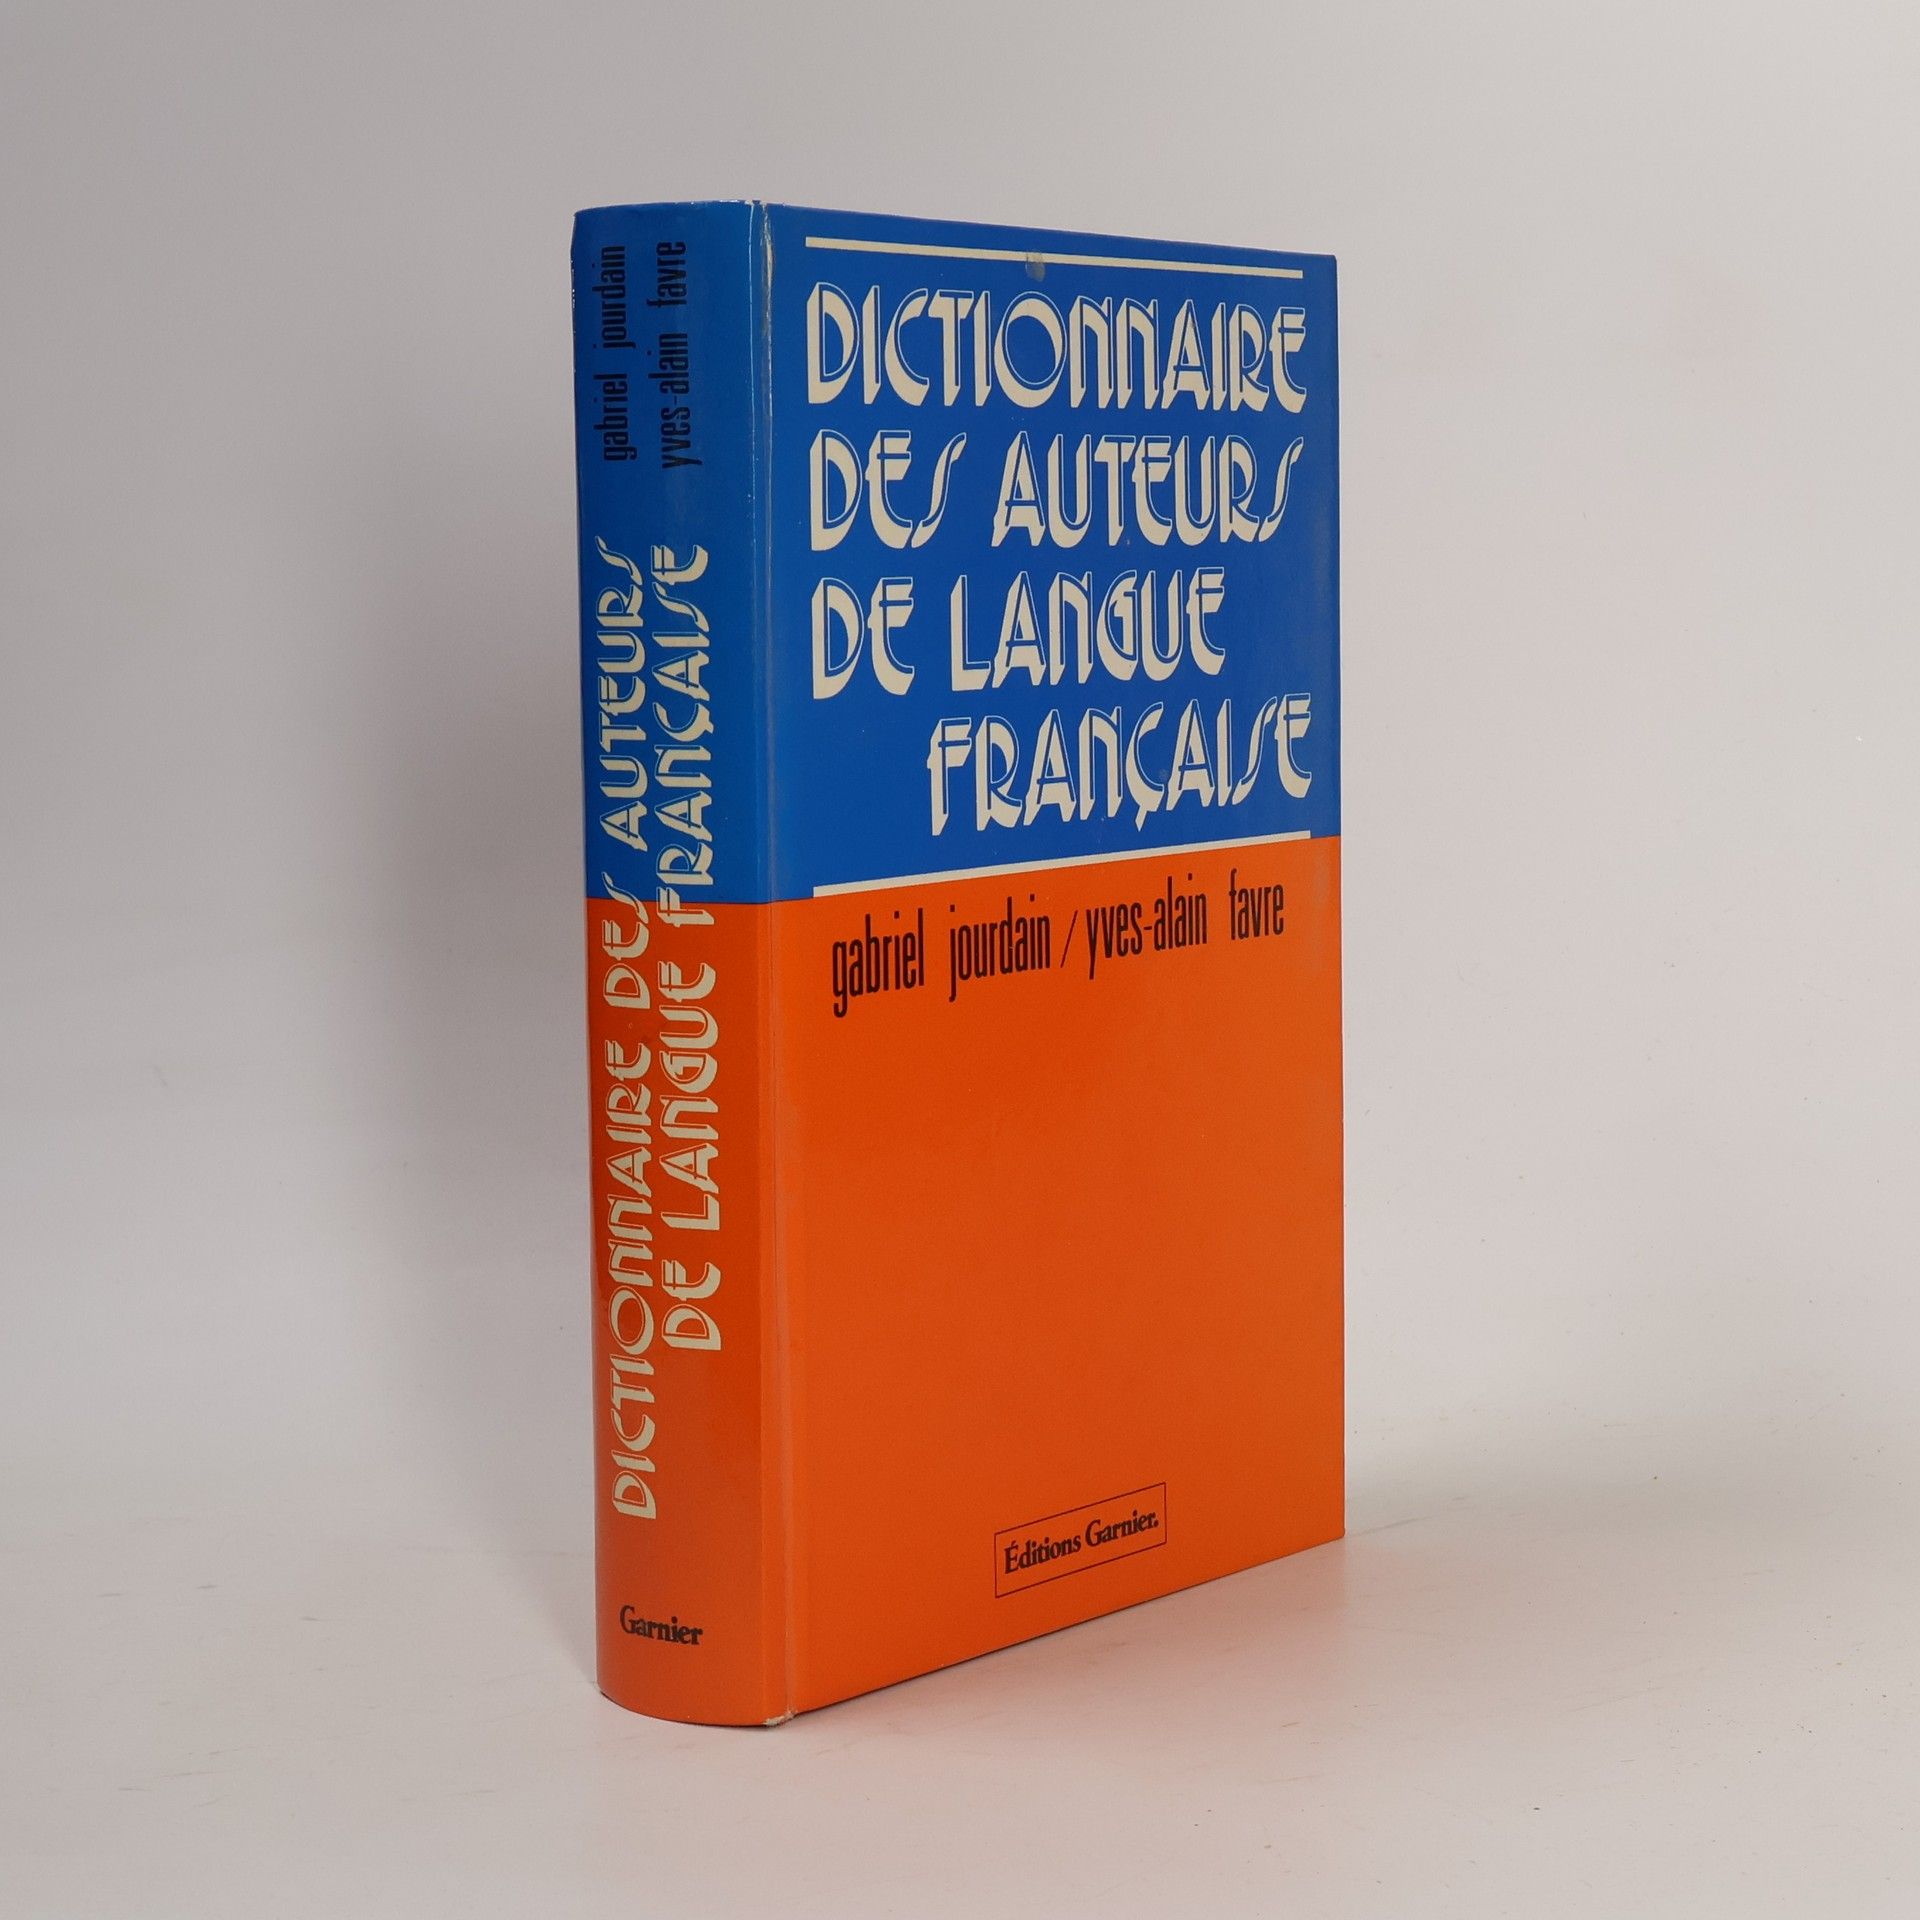 gabriel jourdain
yves-alain favre
DICTIONNAIRE DES AUTEURS
DE LANGUE FRANÇAISE
Garnier
DICTIONNAIRE
DES AUTEURS
DE LANGUE
FRANÇAISE
gabriel jourdain / yves-alain favre
Éditions Garnier.